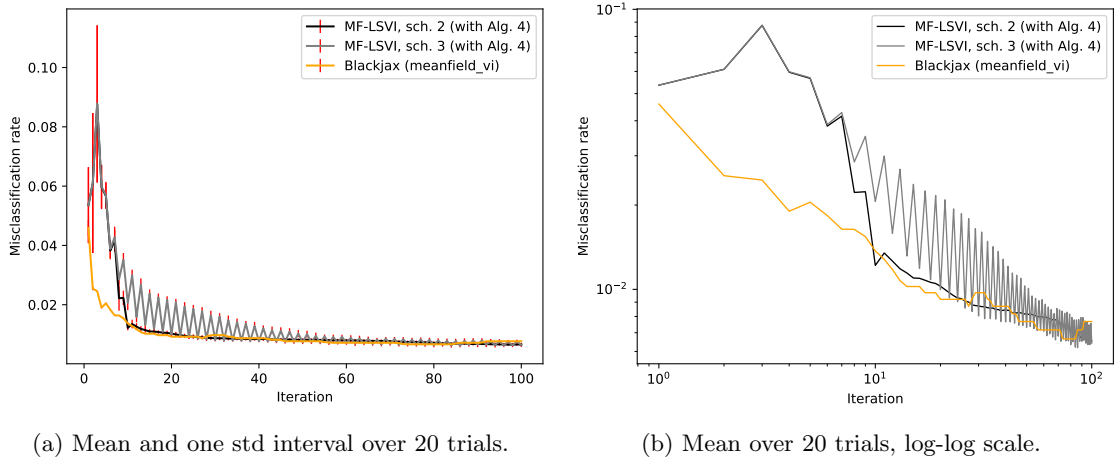 MF-LSVI, sch. 2 (with Alg. 4)
MF-LSVI, sch. 3 (with Alg. 4)
Blackjax (meanfield_vi)
0.10
0.08
0.06
0.04
0.02
Misclassification rate
0
20
40
60
80
100
Iteration
(a) Mean and one std interval over 20 trials.
10⁻¹
MF-LSVI, sch. 2 (with Alg. 4)
MF-LSVI, sch. 3 (with Alg. 4)
Blackjax (meanfield_vi)
10⁻²
Misclassification rate
10⁰
10¹
10²
Iteration
(b) Mean over 20 trials, log-log scale.